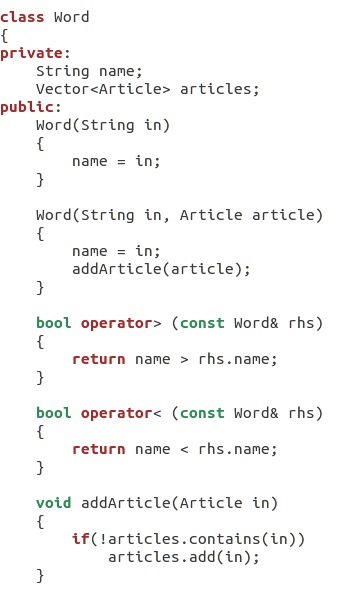 class Word
{
private:
    String name;
    Vector<Article> articles;
public:
    Word(String in)
    {
        name = in;
    }

    Word(String in, Article article)
    {
        name = in;
        addArticle(article);
    }

    bool operator> (const Word& rhs)
    {
        return name > rhs.name;
    }

    bool operator< (const Word& rhs)
    {
        return name < rhs.name;
    }

    void addArticle(Article in)
    {
        if(!articles.contains(in))
            articles.add(in);
    }